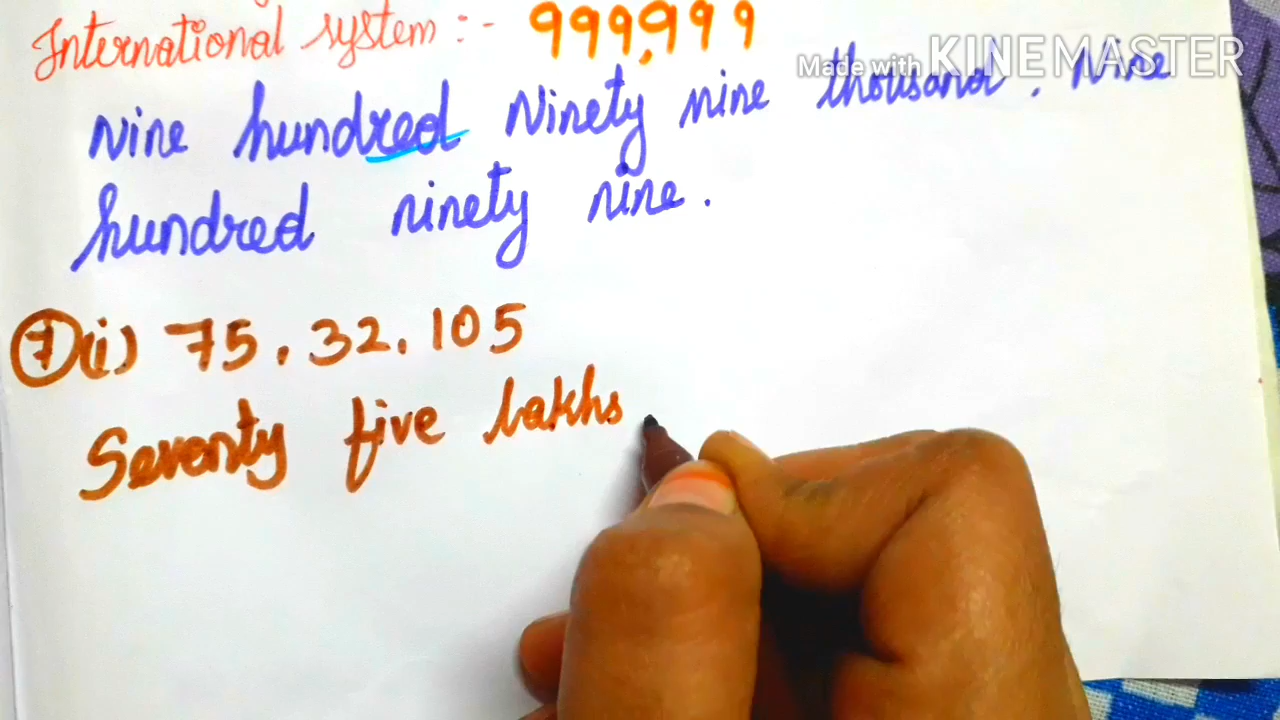 International system :- 999,999
Made with KINEMASTER
Nine hundred Ninety nine thousand. Nine
hundred ninety nine.
7 (i) 75,32,105
Seventy five lakhs